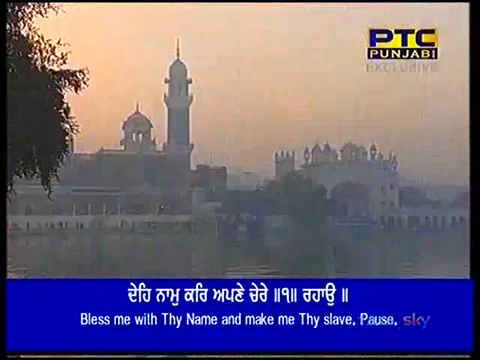 PTC
PUNJABI
EXCLUSIVE
ਦੇਹਿ ਨਾਮੁ ਕਰਿ ਅਪਣੇ ਚੇਰੇ ॥੧॥ ਰਹਾਉ ॥
Bless me with Thy Name and make me Thy slave, Pause,
sky